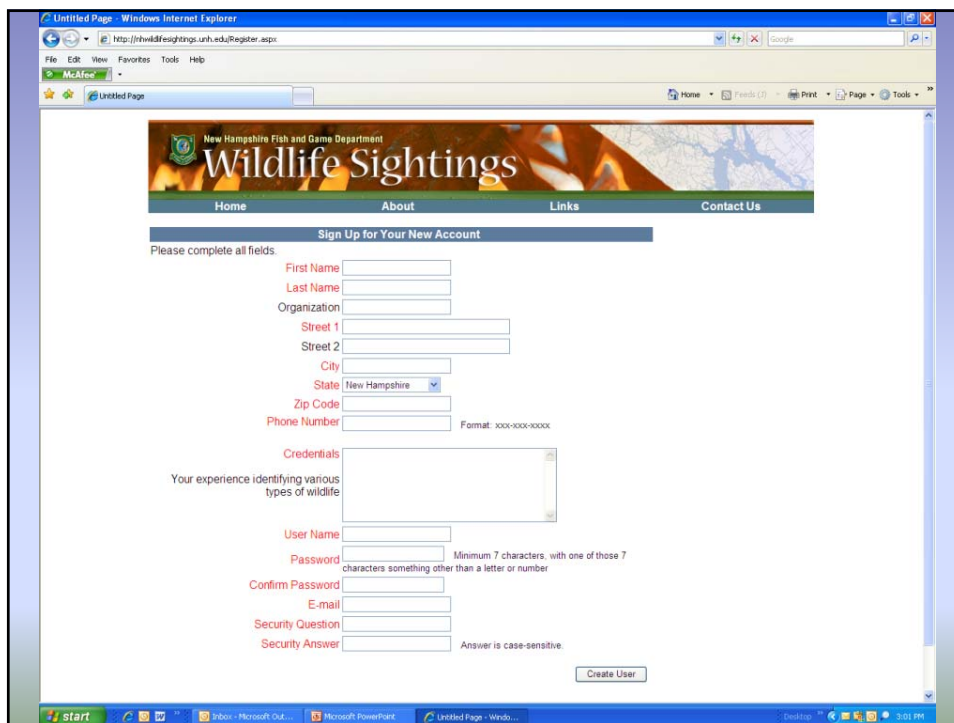 Untitled Page - Windows Internet Explorer
http://nhwildlifesightings.unh.edu/Register.aspx
Google
File Edit View Favorites Tools Help
McAfee
Untitled Page
Home Feeds (J) Print Page Tools
New Hampshire Fish and Game Department
Wildlife Sightings
Home About Links Contact Us
Sign Up for Your New Account
Please complete all fields.
First Name
Last Name
Organization
Street 1
Street 2
City
State New Hampshire
Zip Code
Phone Number Format: xxx-xxx-xxxx
Credentials
Your experience identifying various
types of wildlife
User Name
Password Minimum 7 characters, with one of those 7
characters something other than a letter or number
Confirm Password
E-mail
Security Question
Security Answer Answer is case-sensitive.
Create User
start Inbox - Microsoft Out... Microsoft PowerPoint Untitled Page - Windo... Desktop 3:01 PM